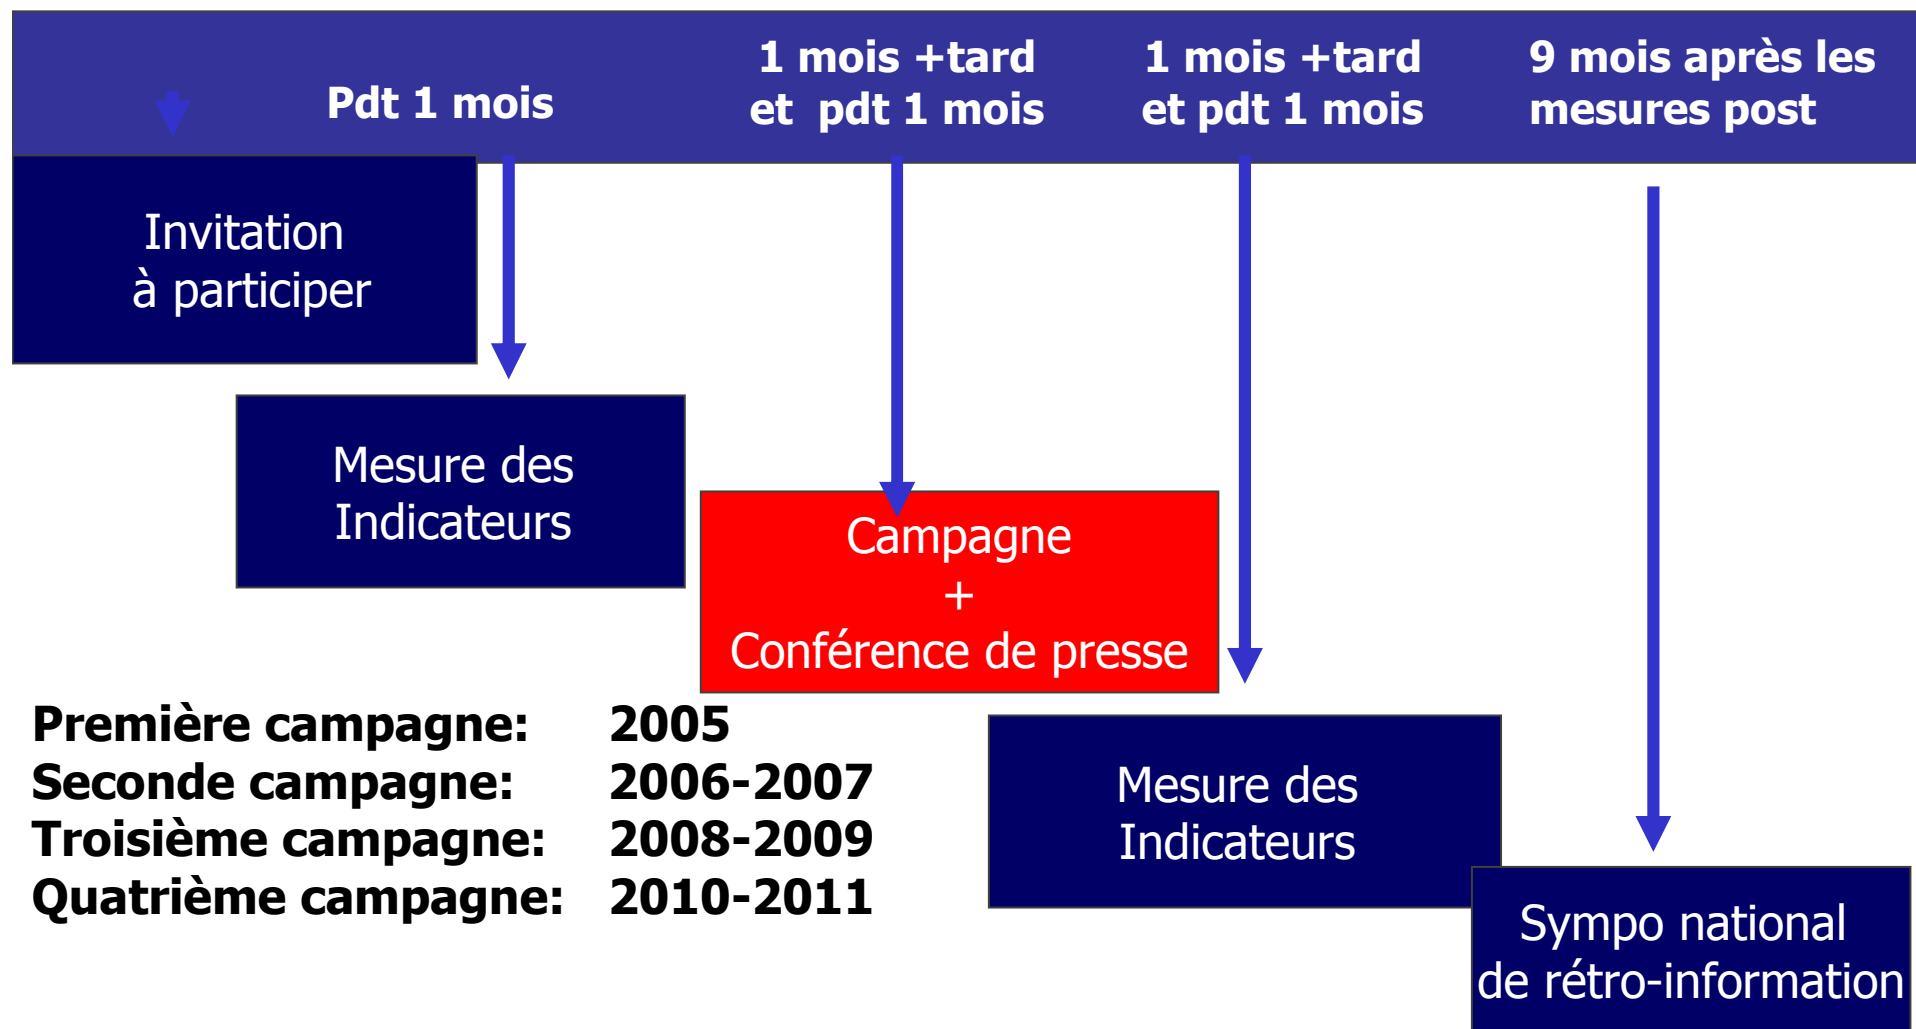 Pdt 1 mois
1 mois +tard
et pdt 1 mois
1 mois +tard
et pdt 1 mois
9 mois après les
mesures post
Invitation
à participer
Mesure des
Indicateurs
Campagne
+
Conférence de presse
Première campagne: 2005
Seconde campagne: 2006-2007
Troisième campagne: 2008-2009
Quatrième campagne: 2010-2011
Mesure des
Indicateurs
Sympo national
de rétro-information